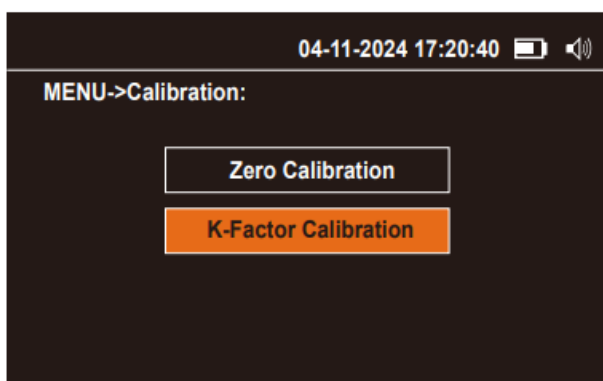 04-11-2024 17:20:40
MENU->Calibration:
Zero Calibration
K-Factor Calibration